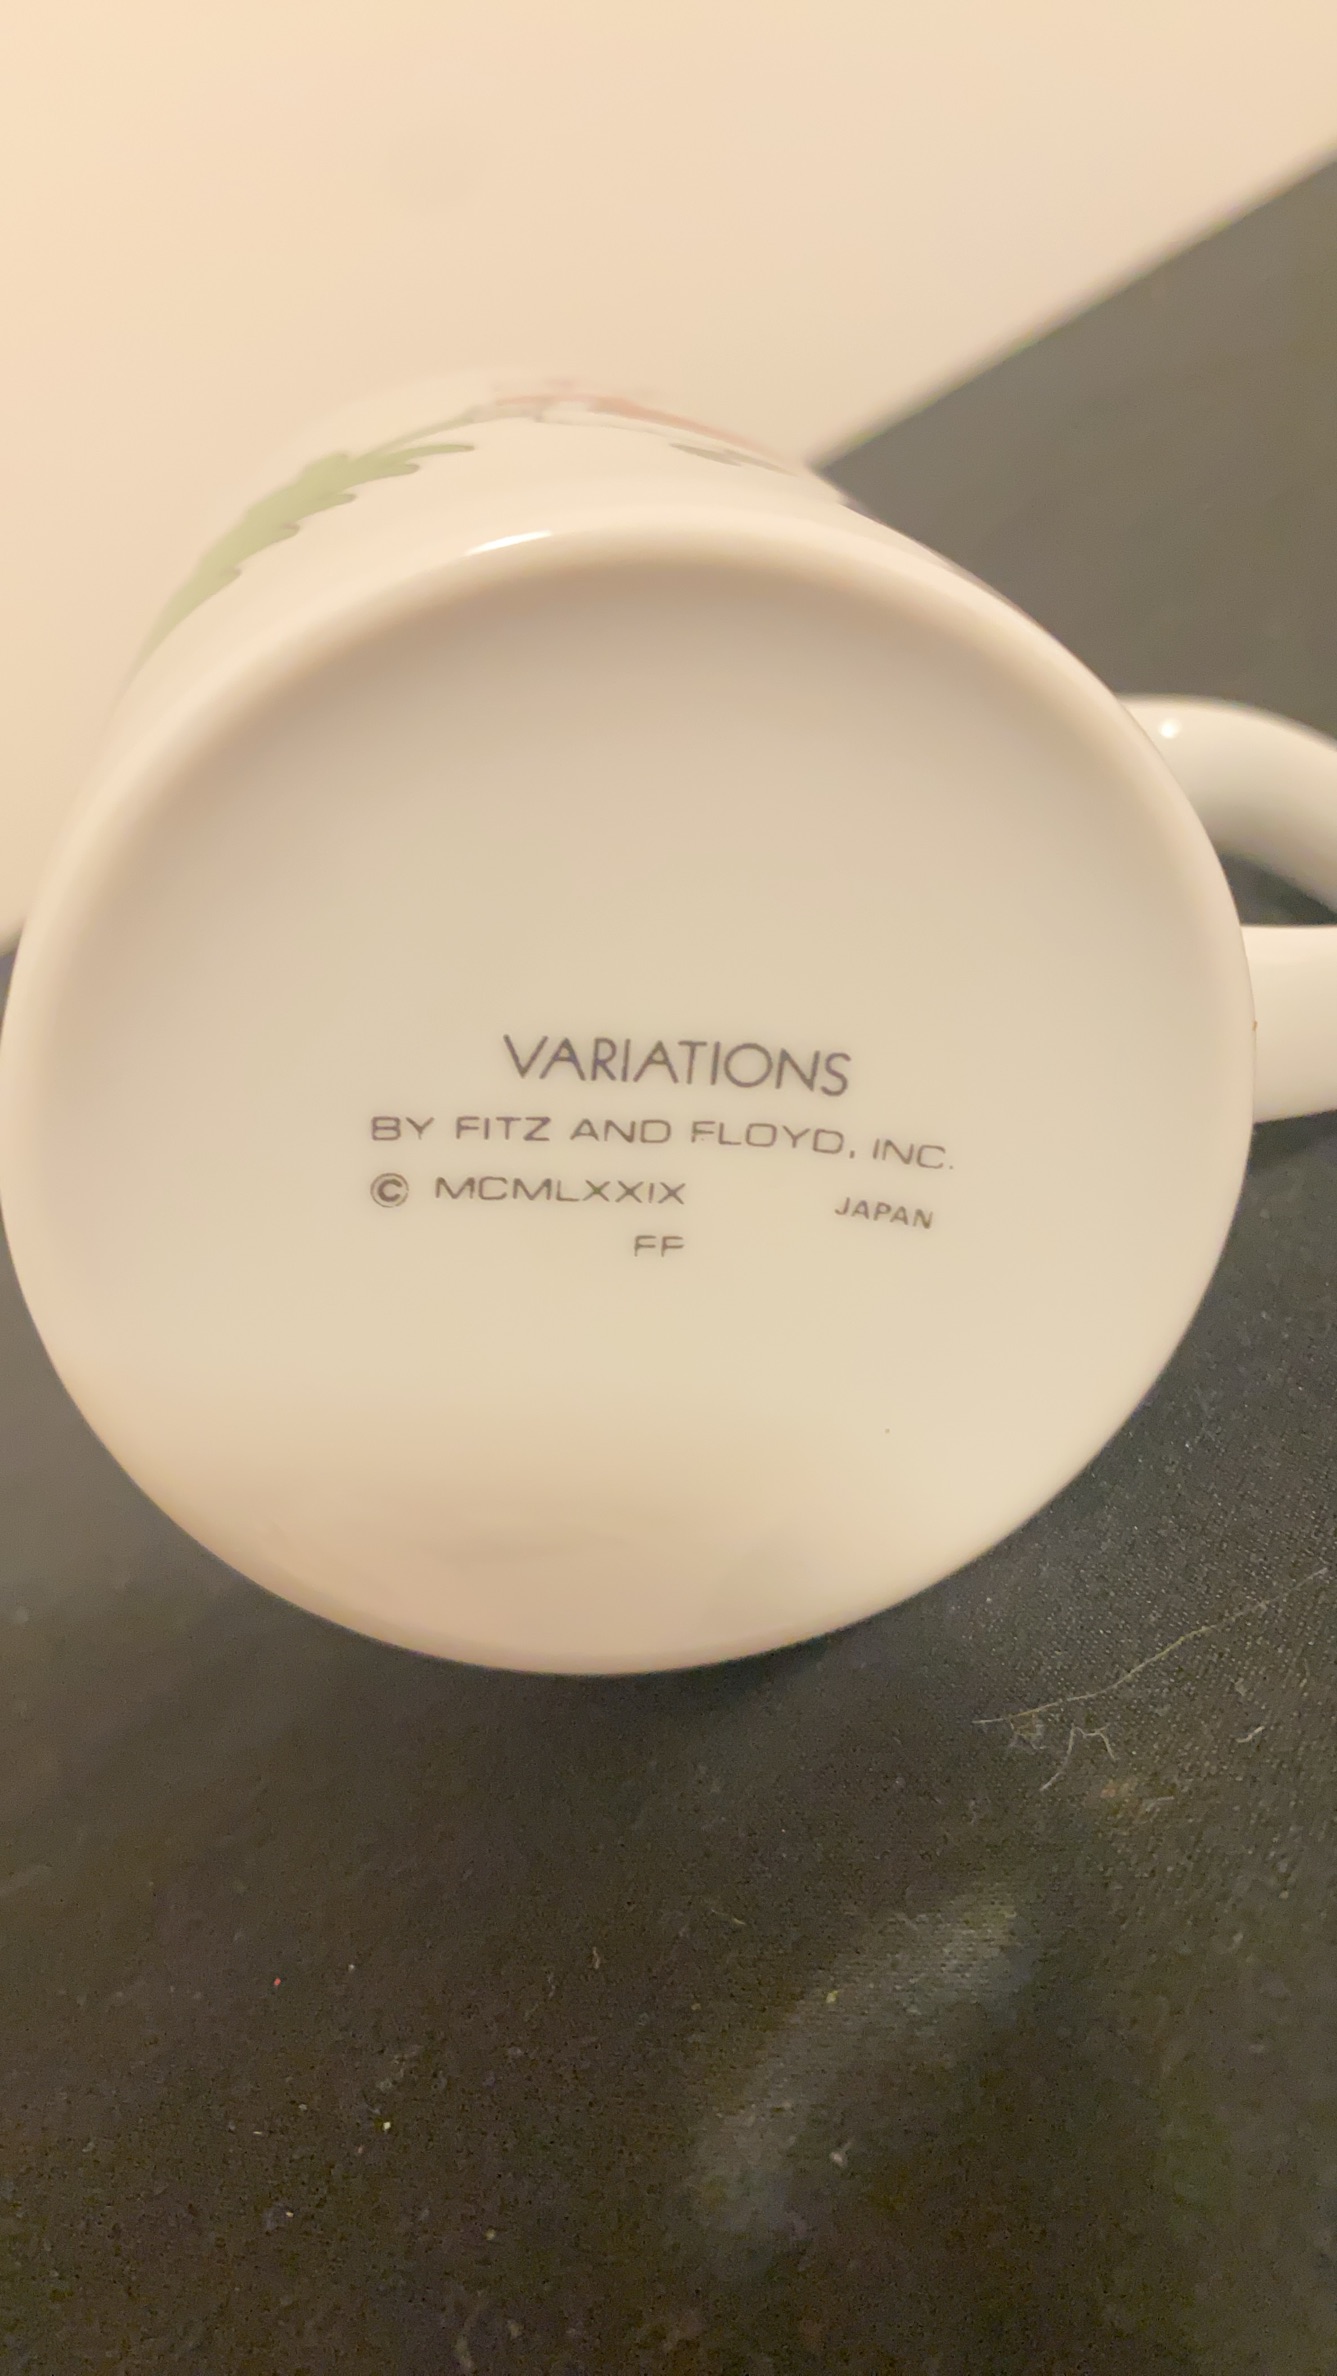 VARIATIONS
BY FITZ AND FLOYD, INC.
© MCMLXXIX JAPAN
FF